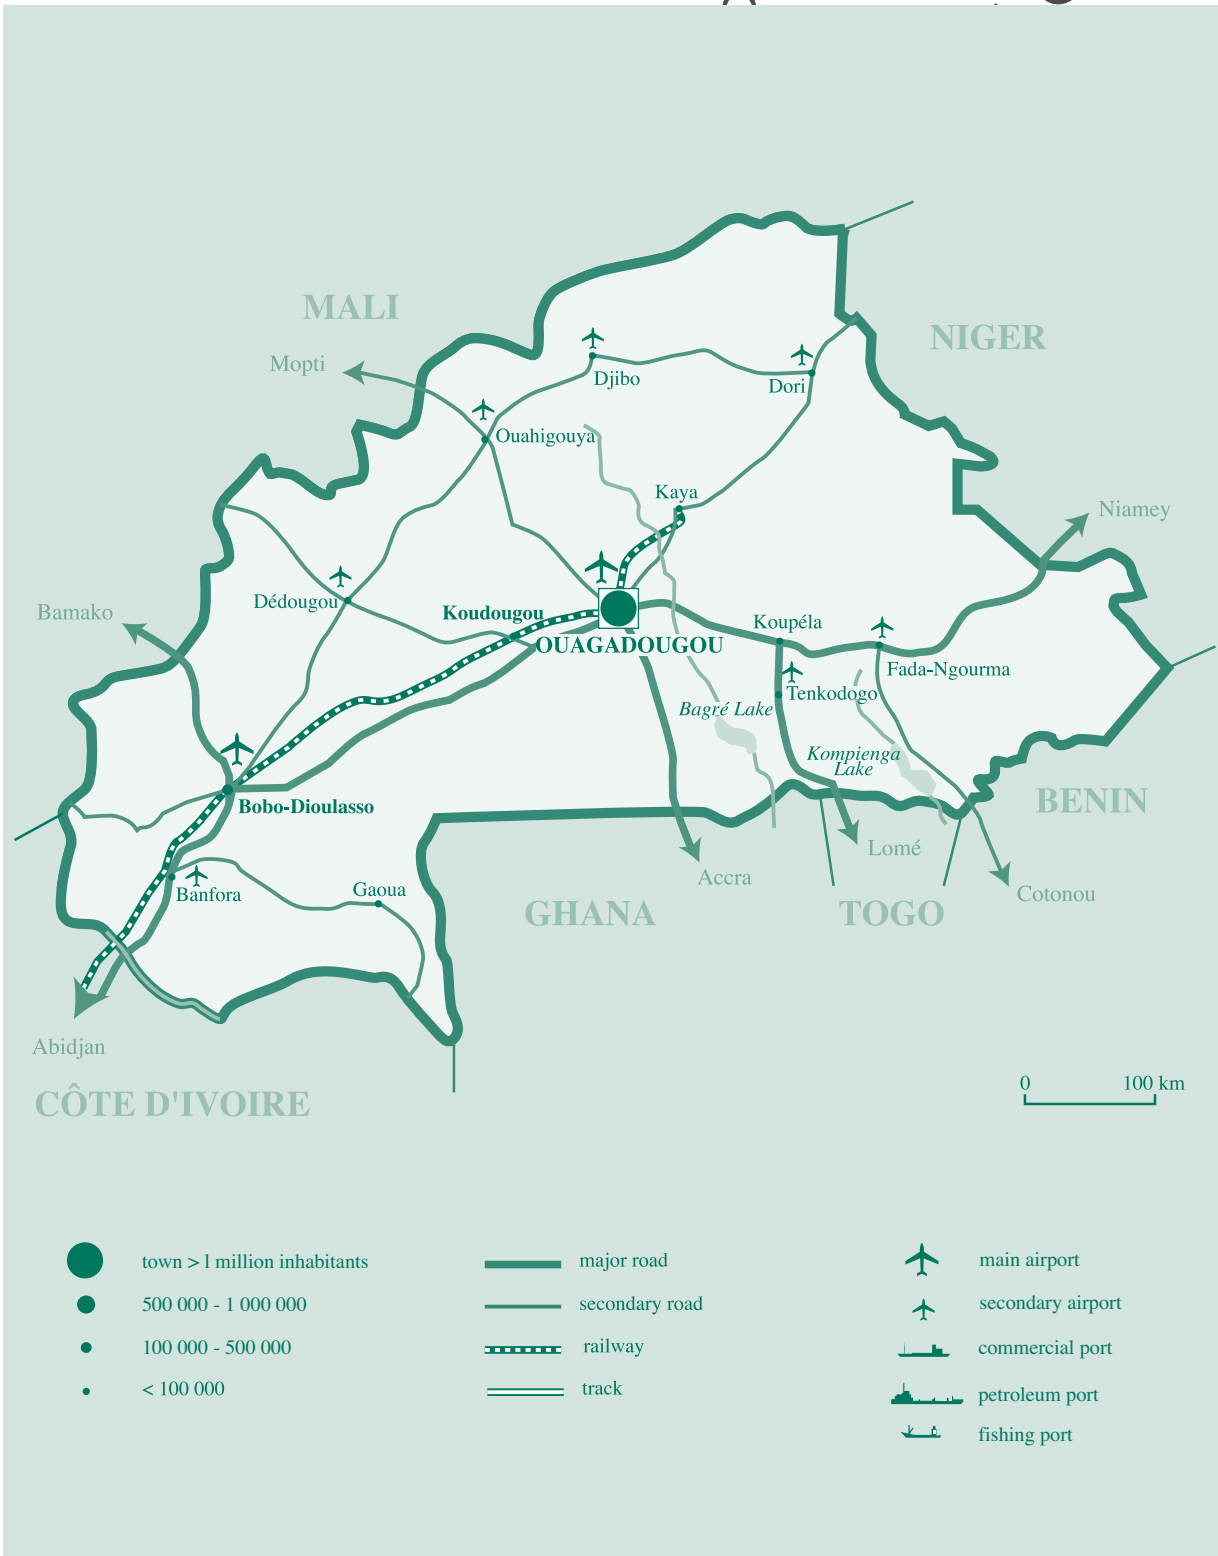 MALI
NIGER
Mopti
Djibo
Dori
Ouahigouya
Kaya
Niamey
Bamako
Dédougou
Koudougou
OUAGADOUGOU
Koupéla
Fada-Ngourma
Tenkodogo
Bagré Lake
Kompienga
Lake
Bobo-Dioulasso
BENIN
Lomé
Accra
Banfora
Gaoua
Cotonou
GHANA
TOGO
Abidjan
CÔTE D'IVOIRE
0 100 km
town > l million inhabitants
500 000 - 1 000 000
100 000 - 500 000
< 100 000
major road
secondary road
railway
track
main airport
secondary airport
commercial port
petroleum port
fishing port